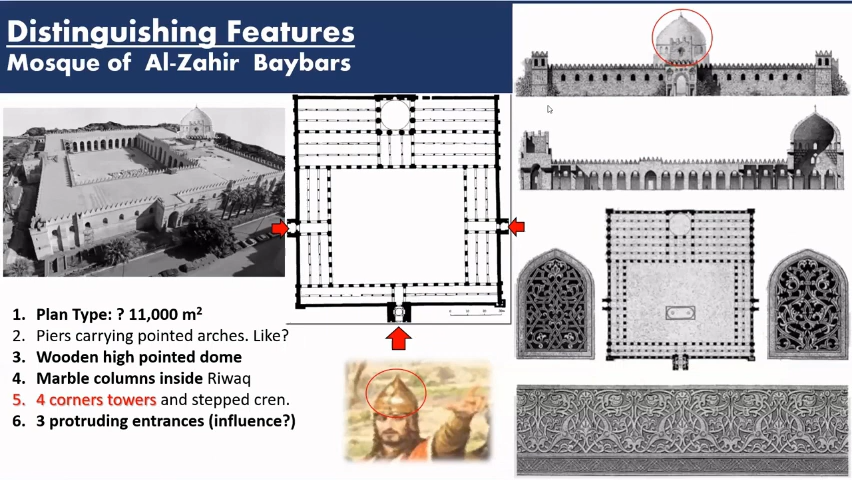 Distinguishing Features
Mosque of Al-Zahir Baybars
1. Plan Type: ? 11,000 m²
2. Piers carrying pointed arches. Like?
3. Wooden high pointed dome
4. Marble columns inside Riwaq
5. 4 corners towers and stepped cren.
6. 3 protruding entrances (influence?)